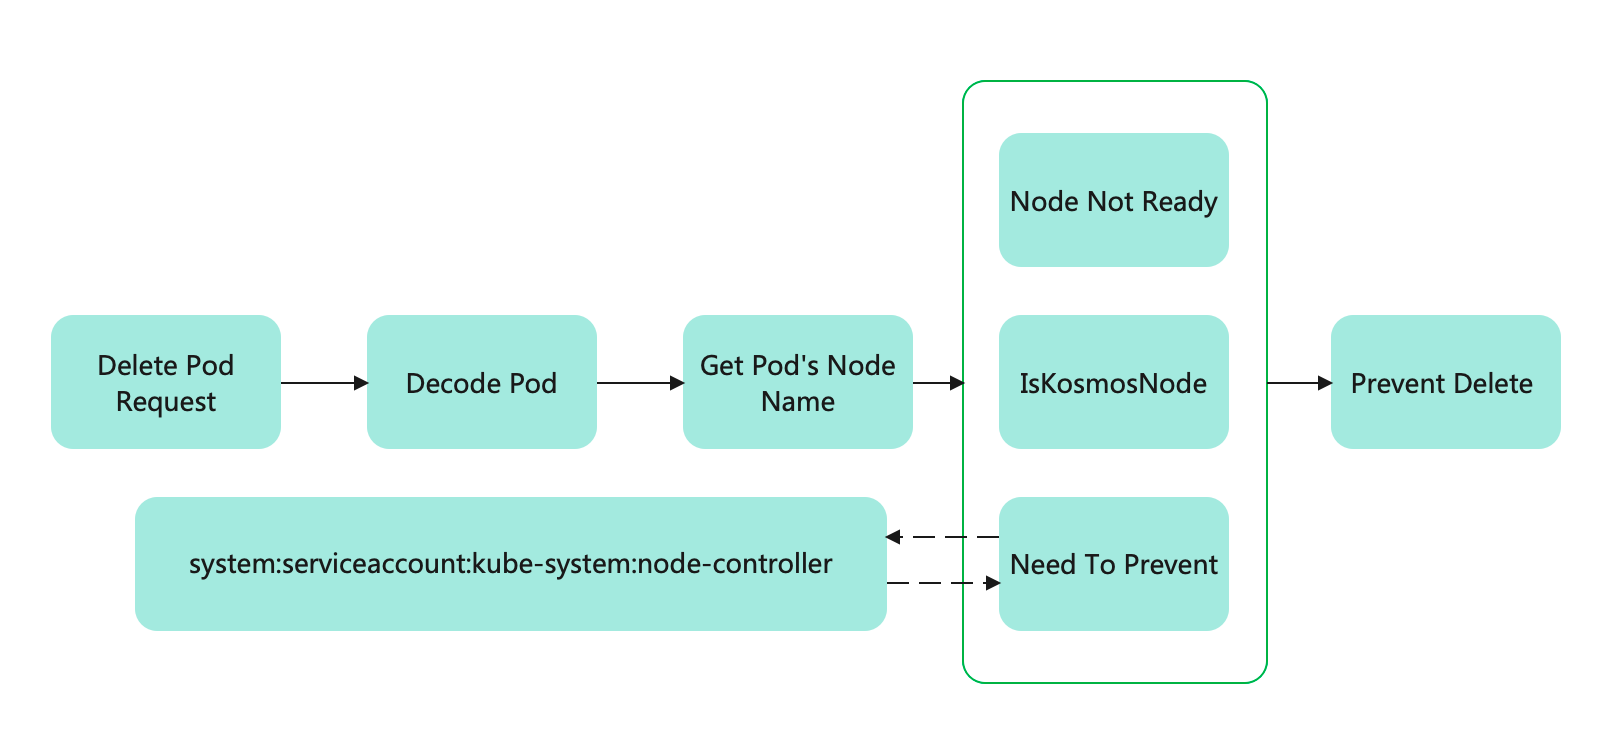 Delete Pod
Request
Decode Pod
Get Pod's Node
Name
Node Not Ready
IsKosmosNode
Need To Prevent
Prevent Delete
system:serviceaccount:kube-system:node-controller